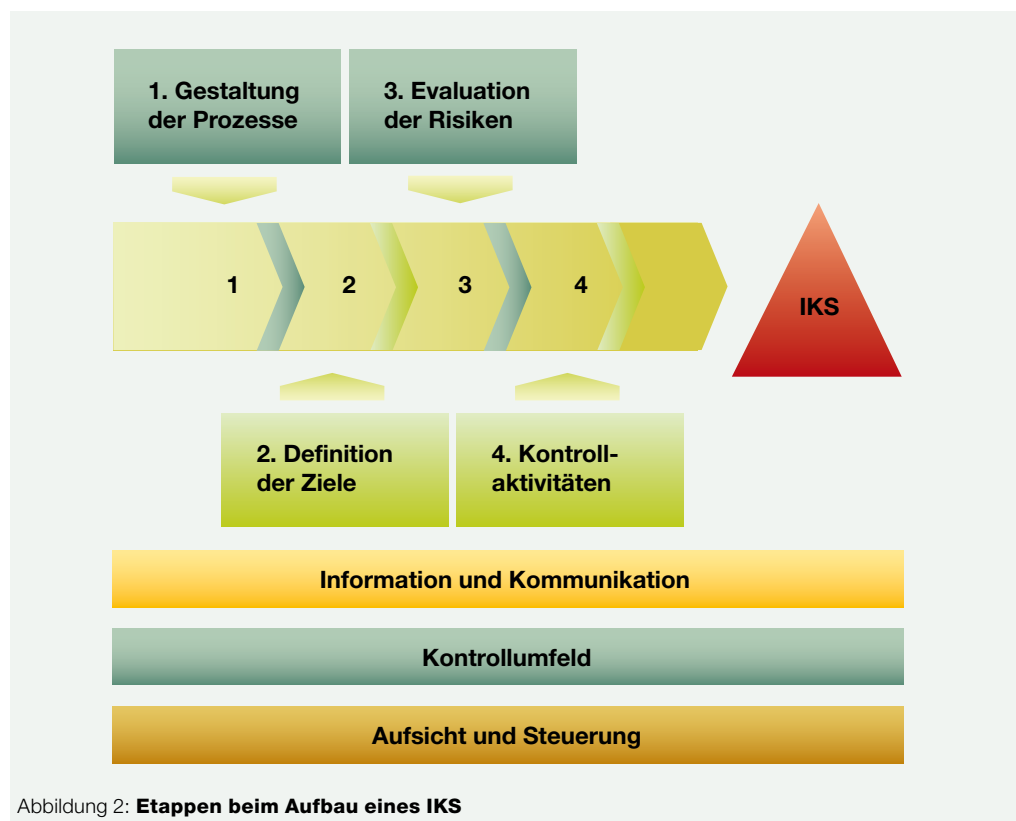 1. Gestaltung
der Prozesse
3. Evaluation
der Risiken
1
2
3
4
IKS
2. Definition
der Ziele
4. Kontroll-
aktivitäten
Information und Kommunikation
Kontrollumfeld
Aufsicht und Steuerung
Abbildung 2: Etappen beim Aufbau eines IKS